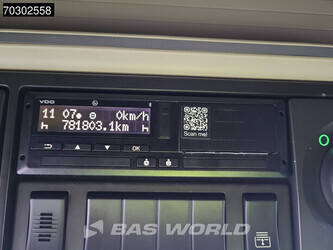 70302558
VDO
11 07 0km/h
h 781803.1km h
OK
Scan me!
BAS WORLD